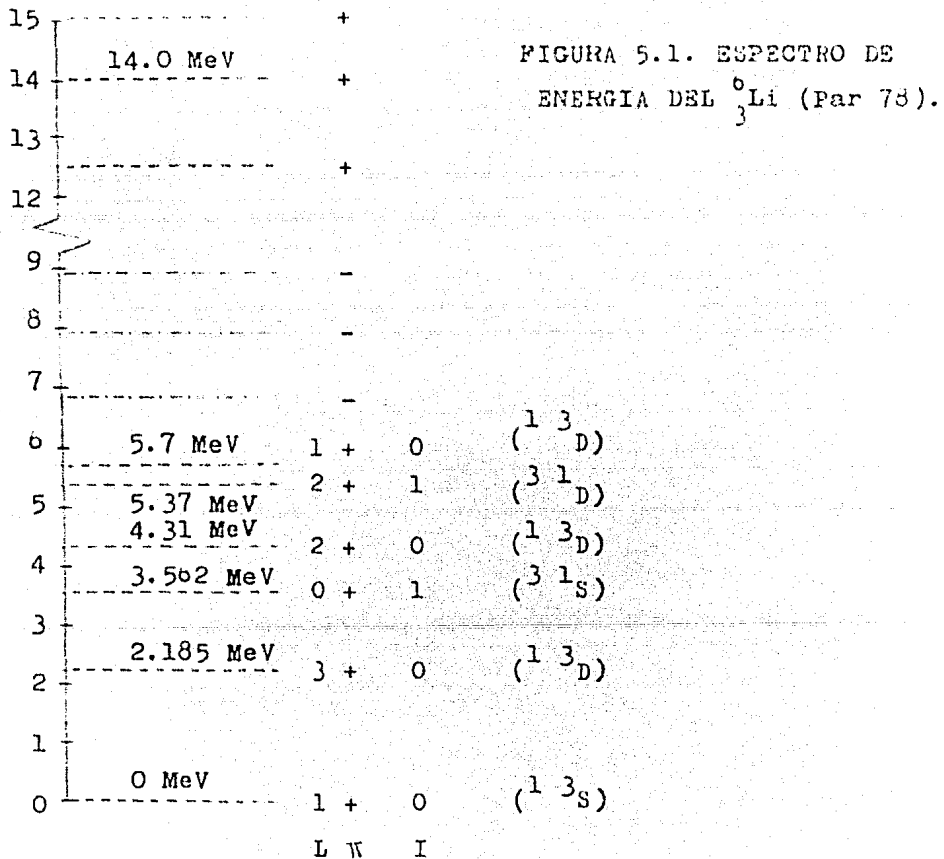 FIGURA 5.1. ESPECTRO DE
ENERGIA DEL ⁶₃Li (Par 78).
15 +
14.0 MeV
14 +
13
+
12
9
-
8
-
7
-
6 5.7 MeV 1 + 0 (¹ ³D)
2 + 1 (³ ¹D)
5 5.37 MeV
4.31 MeV 2 + 0 (¹ ³D)
4
3.562 MeV 0 + 1 (³ ¹S)
3
2.185 MeV 3 + 0 (¹ ³D)
2
1
0 MeV
0 1 + 0 (¹ ³S)
L π I